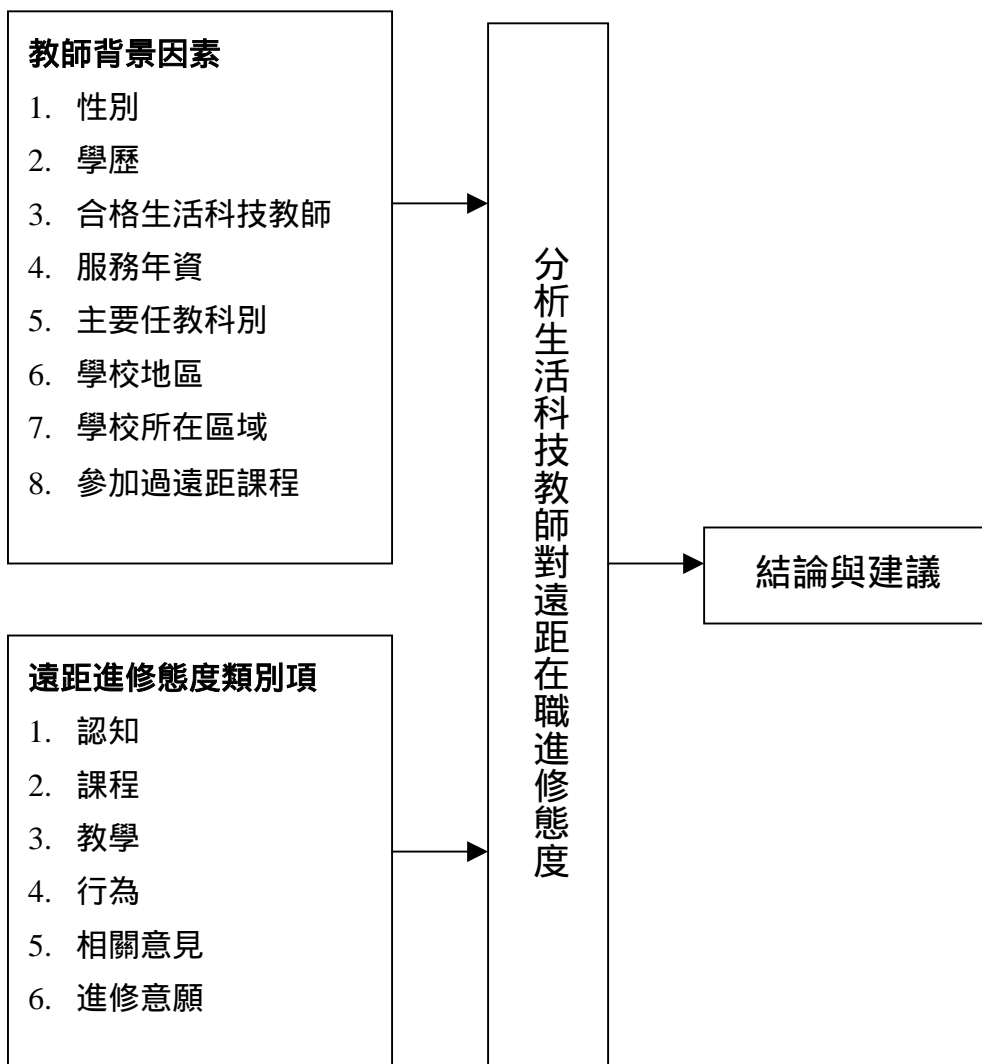 教師背景因素
1. 性別
2. 學歷
3. 合格生活科技教師
4. 服務年資
5. 主要任教科別
6. 學校地區
7. 學校所在區域
8. 參加過遠距課程
遠距進修態度類別項
1. 認知
2. 課程
3. 教學
4. 行為
5. 相關意見
6. 進修意願
分析生活科技教師對遠距在職進修態度
結論與建議